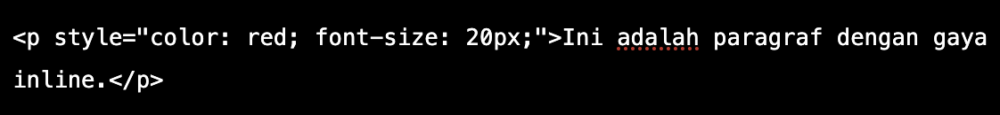 <p style="color: red; font-size: 20px;">Ini adalah paragraf dengan gaya
inline.</p>